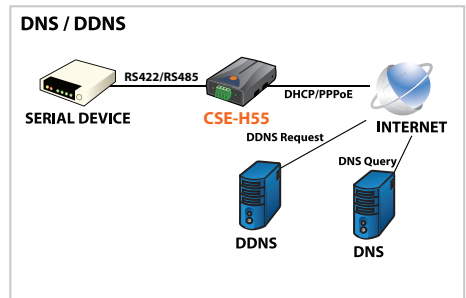 DNS / DDNS
RS422/RS485
DHCP/PPPoE
SERIAL DEVICE
CSE-H55
INTERNET
DDNS Request
DNS Query
DDNS
DNS